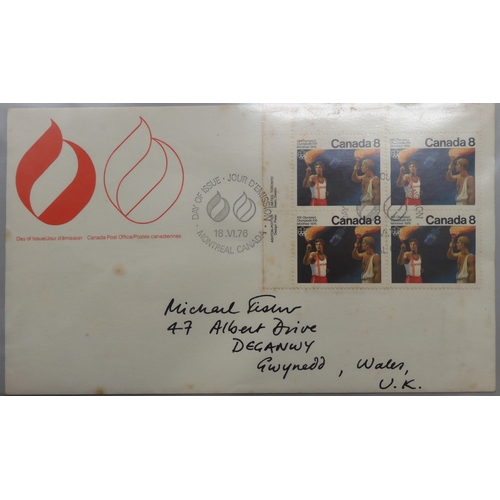 Day of Issue/Jour d'émission Canada Post Office/Postes canadiennes
DAY OF ISSUE · JOUR D'ÉMISSION
18.VI.76
MONTREAL CANADA
Canada 8
Canada 8
Canada 8
Canada 8
Michael Fisher
47 Albert Drive
DEGANWY
Gwynedd, Wales,
U.K.